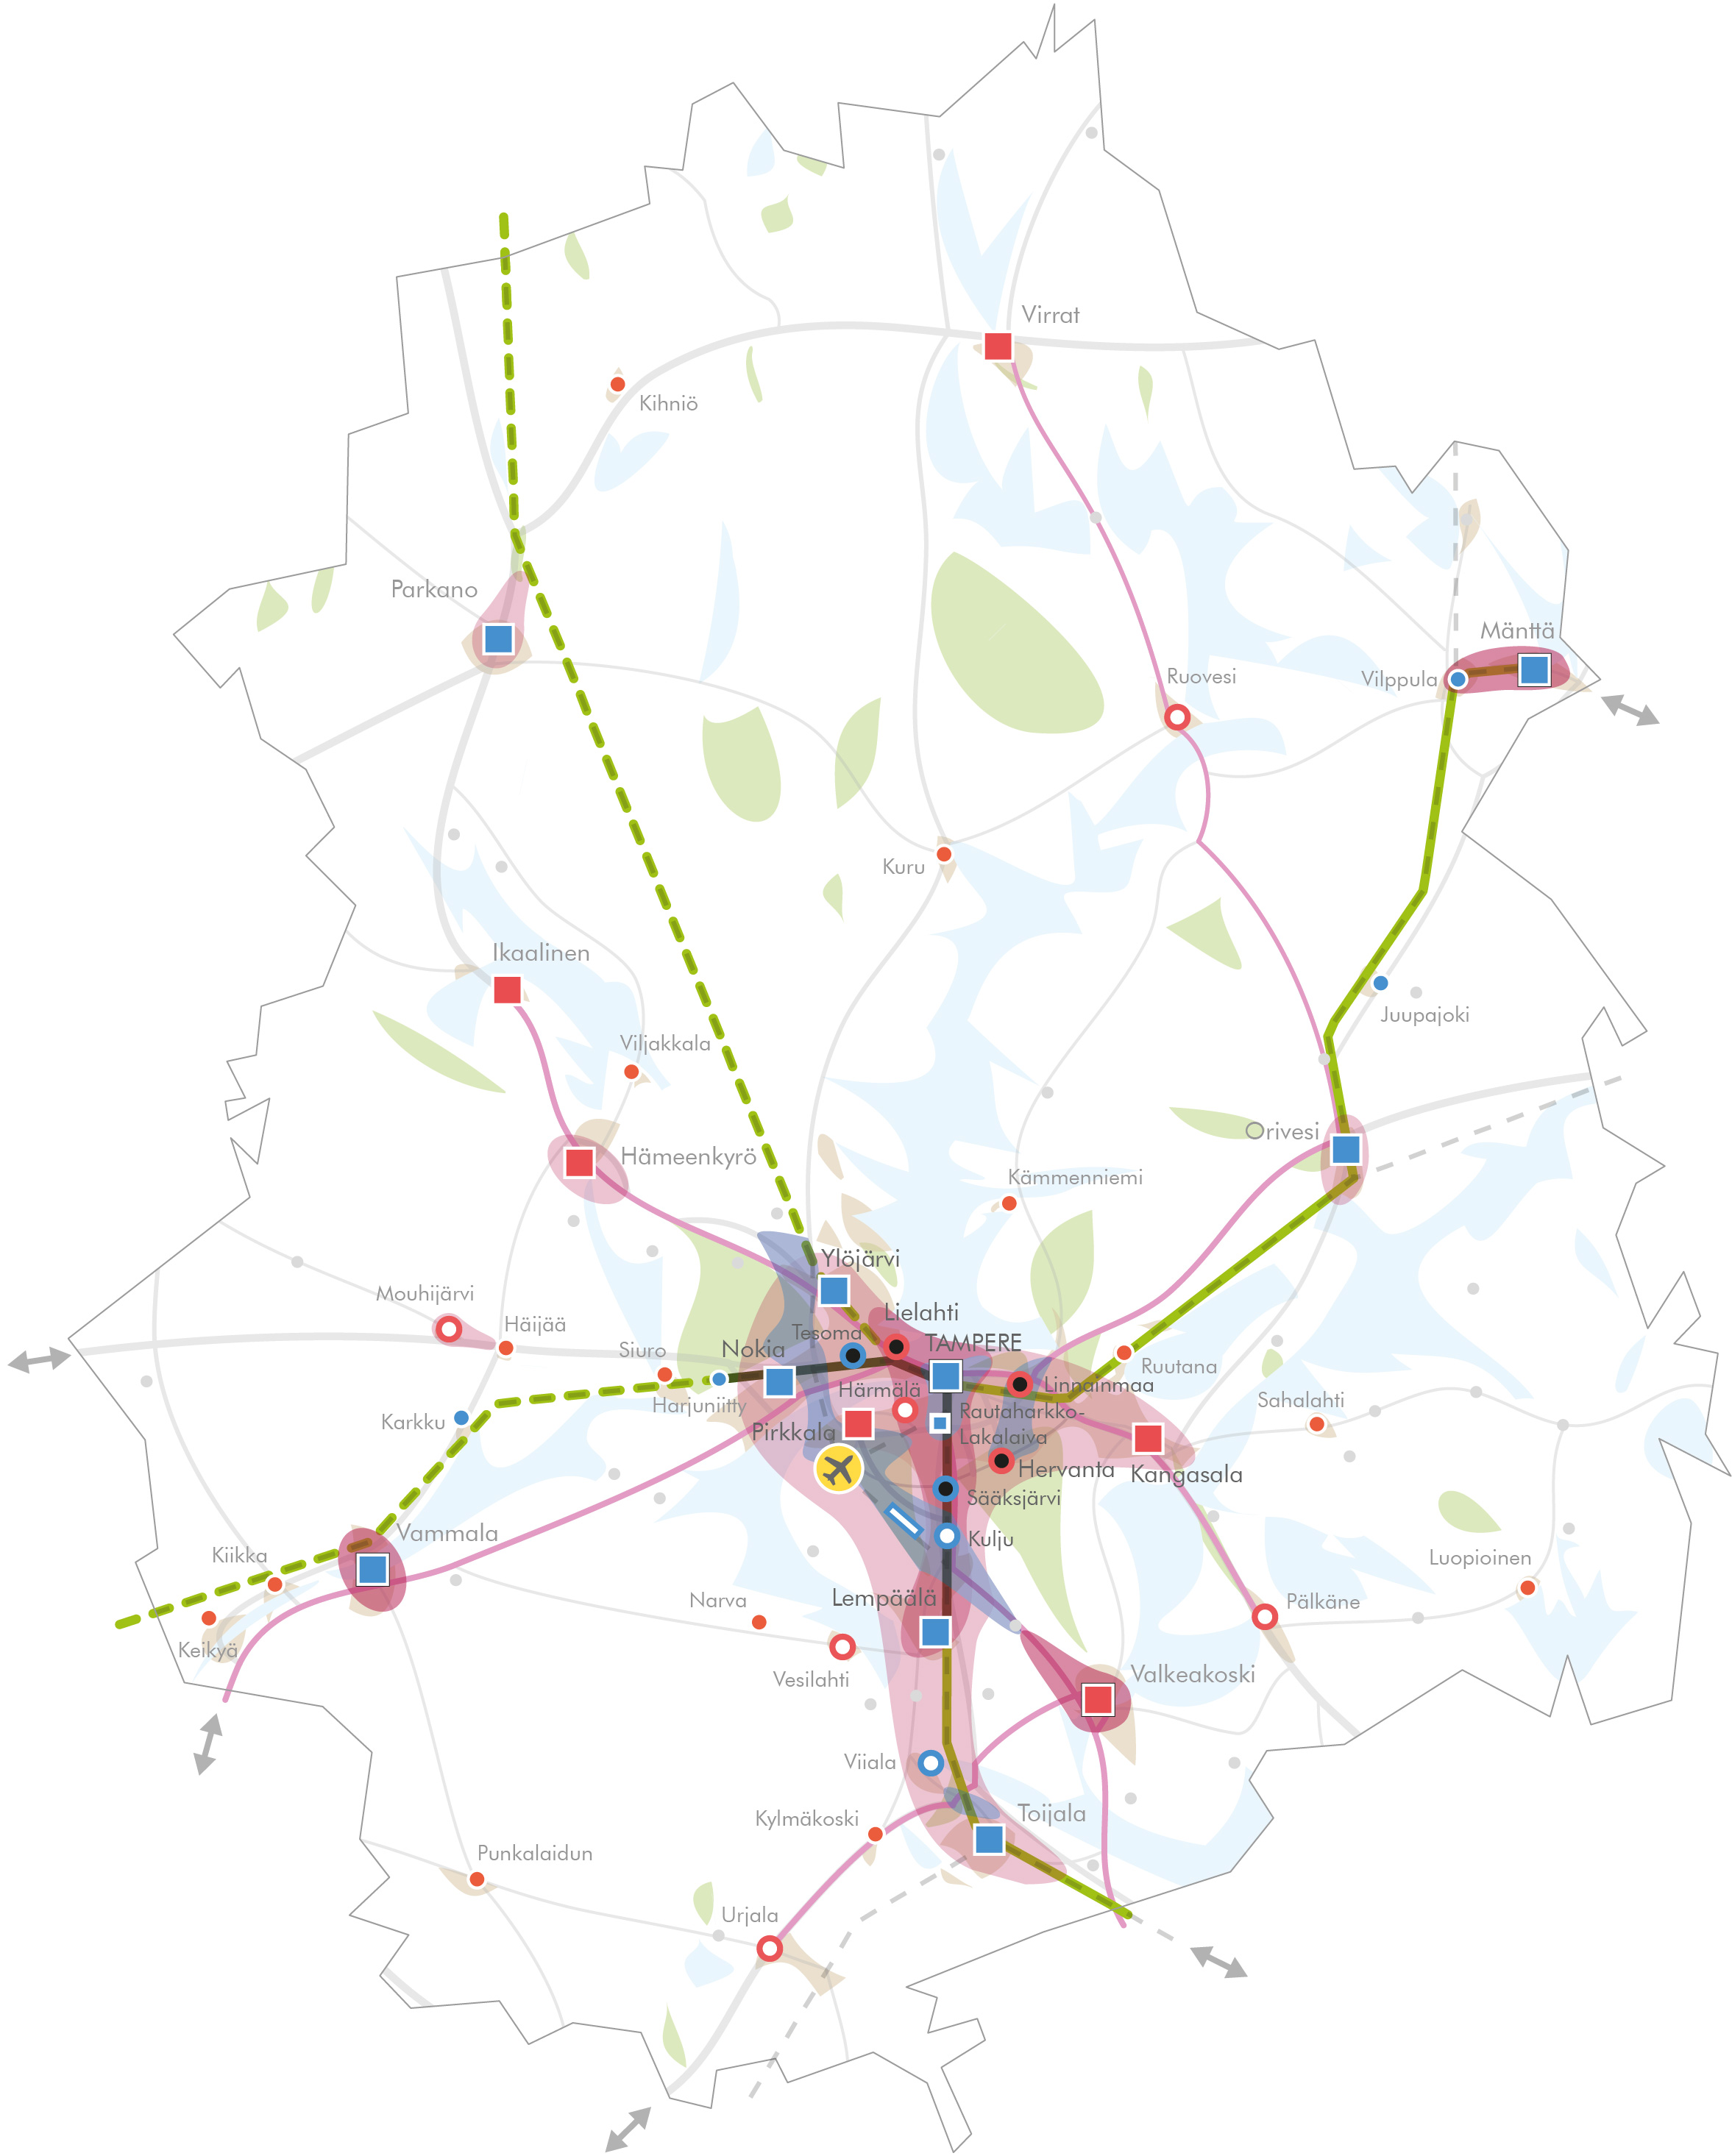 Virrat
Kihniö
Parkano
Mänttä
Vilppula
Ruovesi
Kuru
Ikaalinen
Juupajoki
Viljakkala
Orivesi
Hämeenkyrö
Kämmenniemi
Ylöjärvi
Mouhijärvi
Lielahti
Häijää
Tesoma
TAMPERE
Siuro
Nokia
Ruutana
Linnainmaa
Härmälä
Harjuniitty
Sahalahti
Rautaharkko-
Lakalaiva
Karkku
Pirkkala
Hervanta
Kangasala
Sääksjärvi
Vammala
Kulju
Kiikka
Luopioinen
Lempäälä
Narva
Pälkäne
Keikyä
Vesilahti
Valkeakoski
Viiala
Toijala
Kylmäkoski
Punkalaidun
Urjala